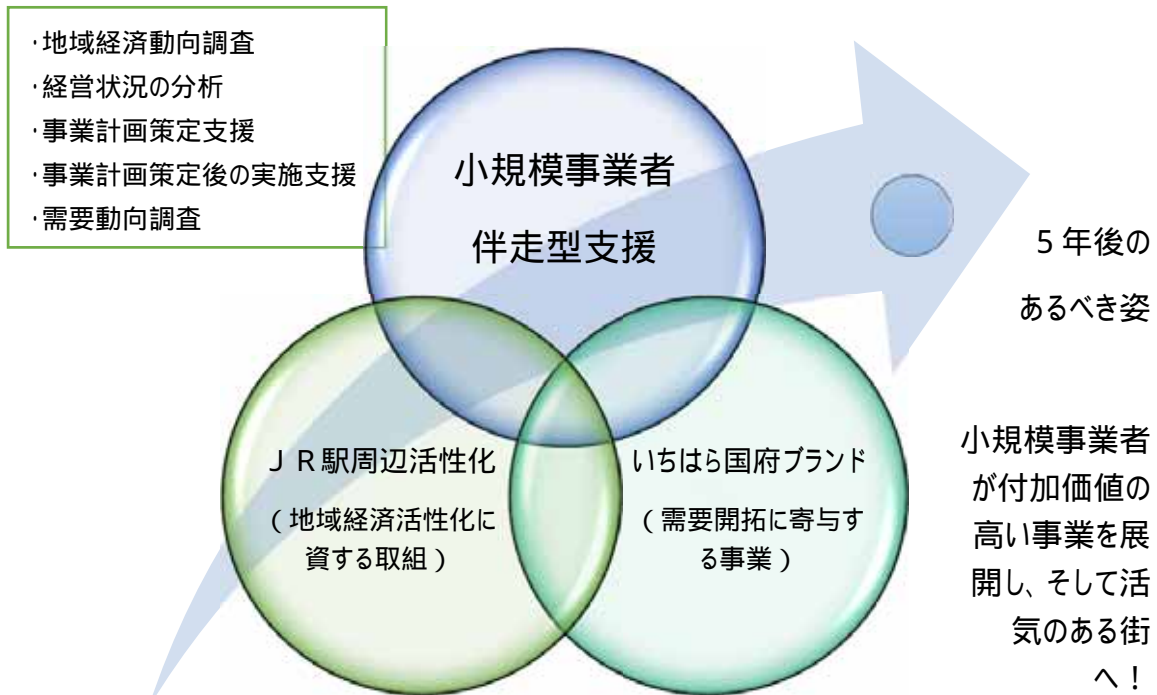 ·地域経済動向調査
·経営状況の分析
·事業計画策定支援
·事業計画策定後の実施支援
·需要動向調査
小規模事業者
伴走型支援
ＪＲ駅周辺活性化
（地域経済活性化に
資する取組）
いちはら国府ブランド
（需要開拓に寄与す
る事業）
５年後の
あるべき姿
小規模事業者
が付加価値の
高い事業を展
開し、そして活
気のある街
へ！